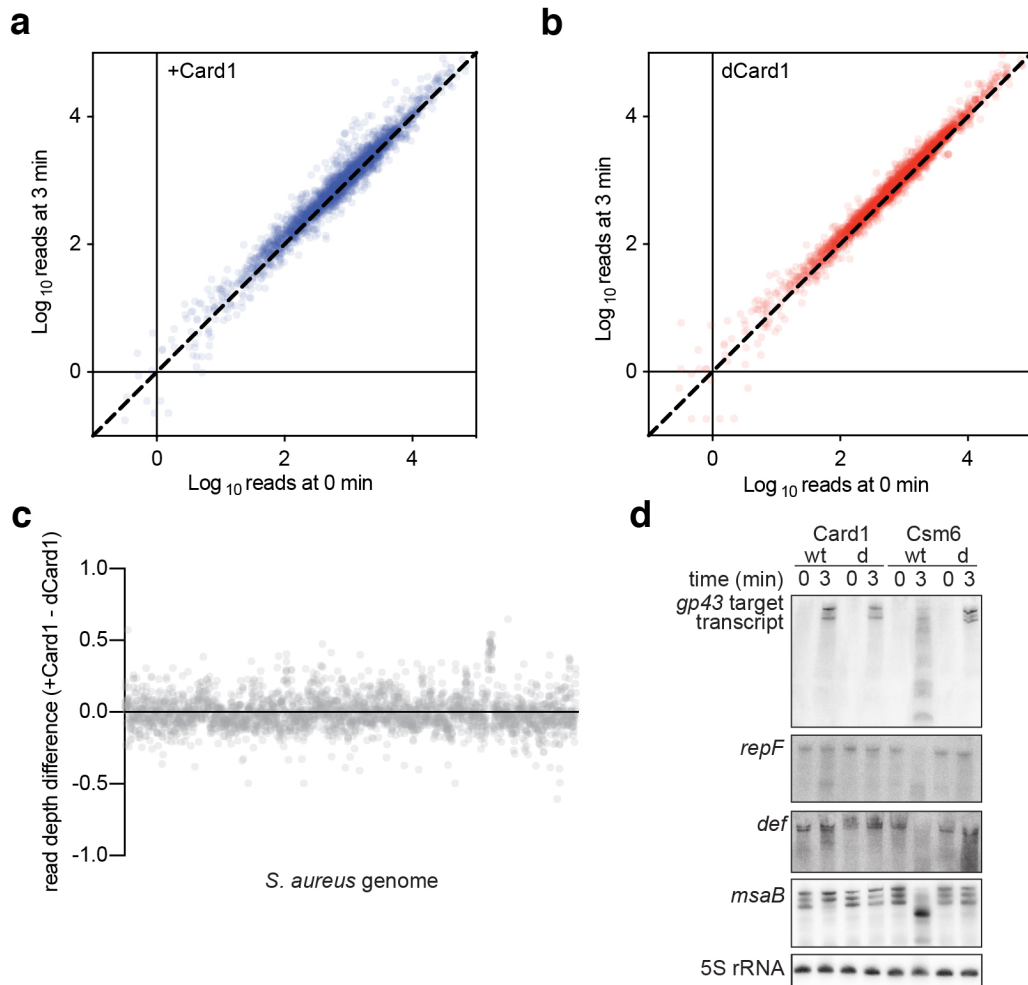 a
+Card1
Log 10 reads at 3 min
4
2
0
0 2 4
Log 10 reads at 0 min
b
dCard1
Log 10 reads at 3 min
4
2
0
0 2 4
Log 10 reads at 0 min
c
read depth difference (+Card1 - dCard1)
1.0
0.5
0.0
-0.5
-1.0
S. aureus genome
d
Card1 Csm6
wt d wt d
time (min) 0 3 0 3 0 3 0 3
gp43 target
transcript
repF
def
msaB
5S rRNA